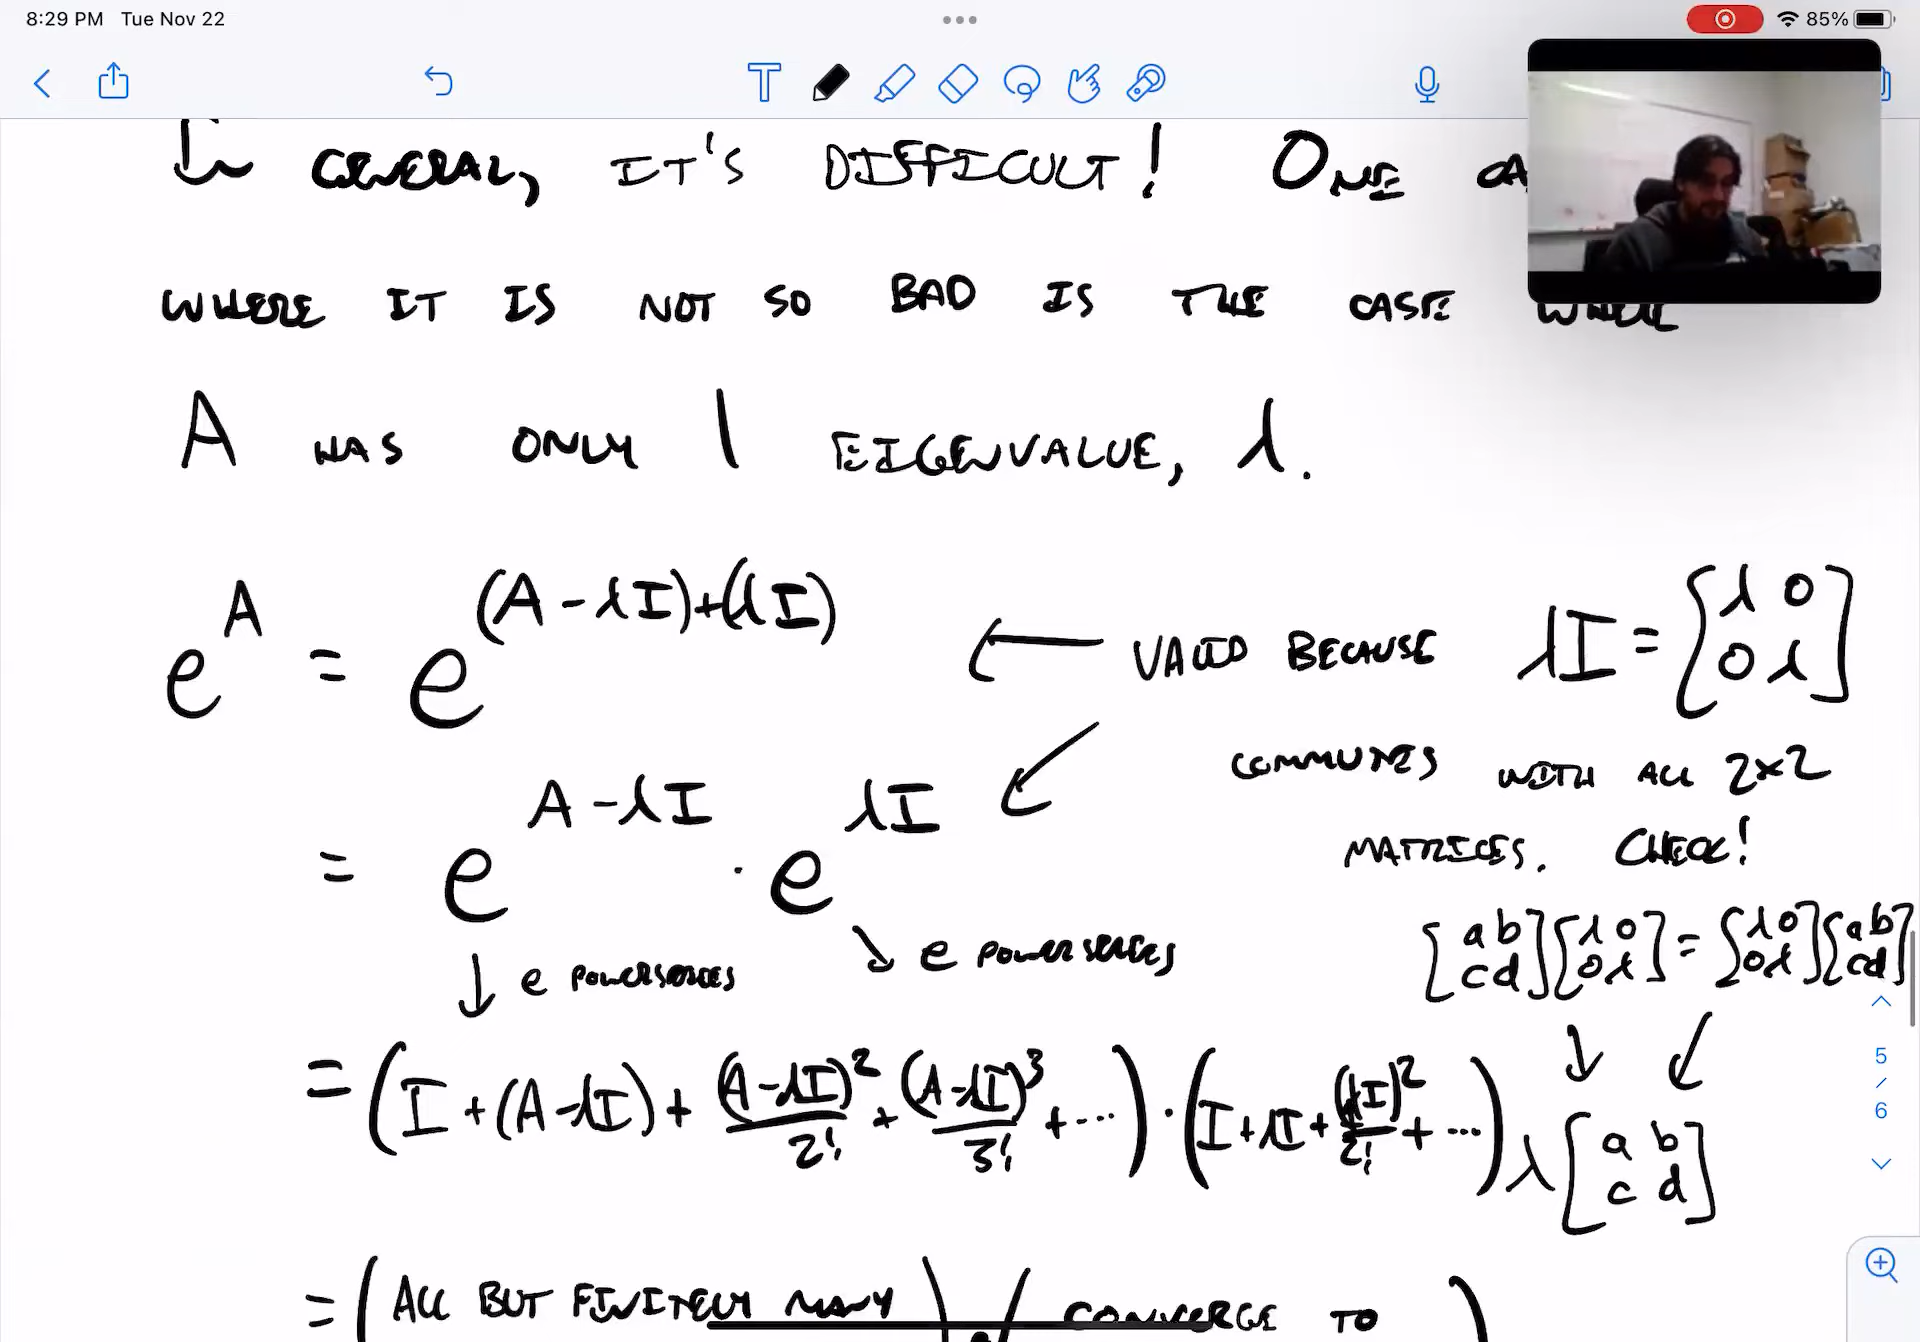 8:29 PM Tue Nov 22
85%
IN GENERAL, IT'S DIFFICULT! ONE CA
WHERE IT IS NOT SO BAD IS THE CASE WHERE
A HAS ONLY 1 EIGENVALUE, λ.
e^A = e^{(A-λI)+(λI)} ← VALID BECAUSE λI = [λ 0; 0 λ]
COMMUTES WITH ALL 2×2
= e^{A-λI} · e^{λI} ↙
MATRICES. CHECK!
[a b; c d][λ 0; 0 λ] = [λ 0; 0 λ][a b; c d]
↓ e POWERSERIES ↘ e POWERSERIES
↘ ↙
= (I + (A-λI) + (A-λI)²/2! + (A-λI)³/3! + ...) · (I + λI + (λI)²/2! + ...)
λ[a b; c d]
5 / 6
= (ALL BUT FINITELY MANY) (CONVERGE TO)